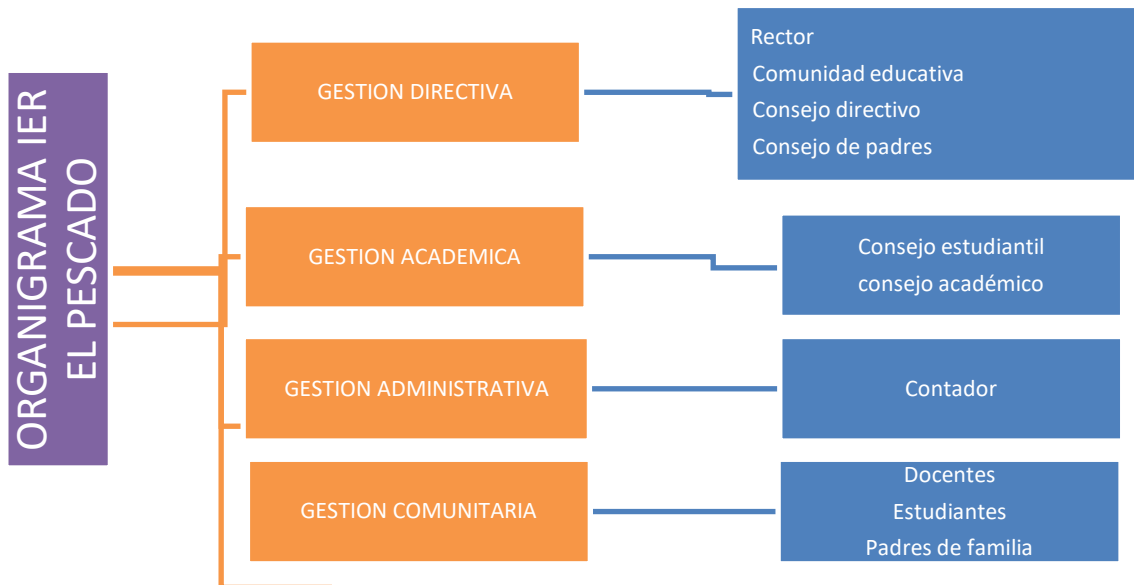 ORGANIGRAMA IER
EL PESCADO
GESTION DIRECTIVA
Rector
Comunidad educativa
Consejo directivo
Consejo de padres
GESTION ACADEMICA
Consejo estudiantil
consejo académico
GESTION ADMINISTRATIVA
Contador
GESTION COMUNITARIA
Docentes
Estudiantes
Padres de familia